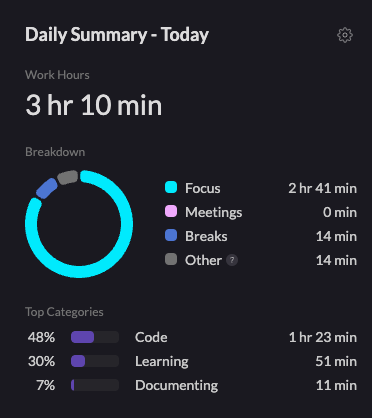 Daily Summary - Today
Work Hours
3 hr 10 min
Breakdown
Focus 2 hr 41 min
Meetings 0 min
Breaks 14 min
Other ? 14 min
Top Categories
48% Code 1 hr 23 min
30% Learning 51 min
7% Documenting 11 min